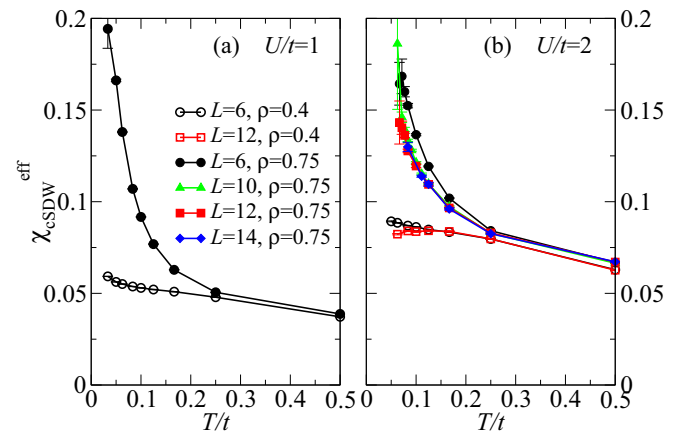 0.2
(a) U/t=1
(b) U/t=2
0.2
0.15
0.15
L=6, ρ=0.4
L=12, ρ=0.4
L=6, ρ=0.75
L=10, ρ=0.75
L=12, ρ=0.75
L=14, ρ=0.75
χcSDW^eff
0.1
0.1
0.05
0.05
0
0
0 0.1 0.2 0.3 0.4 0.5
0 0.1 0.2 0.3 0.4 0.5
T/t
T/t